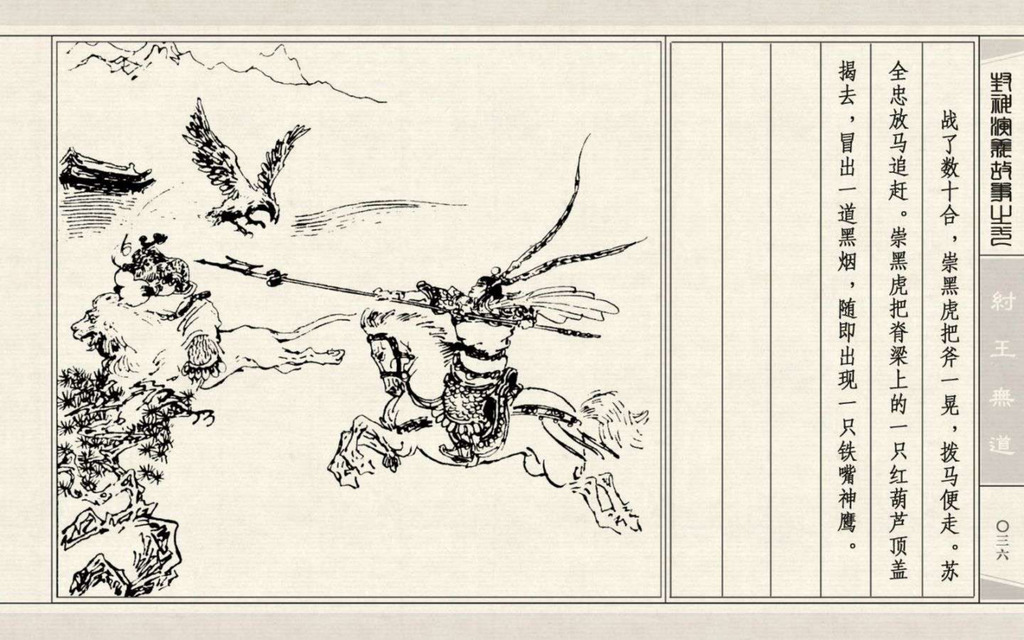 封神演义故事之一
紂王無道
〇三六
战了数十合，崇黑虎把斧一晃，拨马便走。苏
全忠放马追赶。崇黑虎把脊梁上的一只红葫芦顶盖
揭去，冒出一道黑烟，随即出现一只铁嘴神鹰。